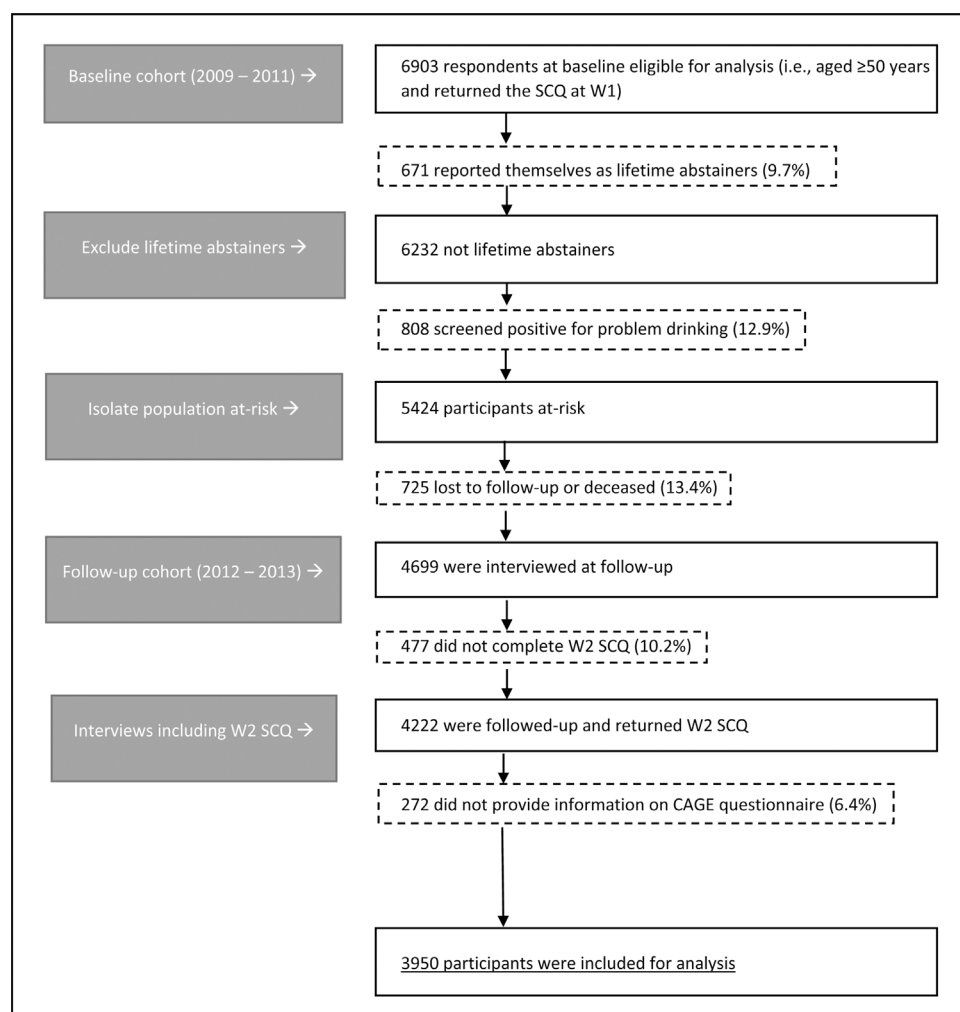 Baseline cohort (2009 – 2011) →
6903 respondents at baseline eligible for analysis (i.e., aged ≥50 years
and returned the SCQ at W1)
671 reported themselves as lifetime abstainers (9.7%)
Exclude lifetime abstainers →
6232 not lifetime abstainers
808 screened positive for problem drinking (12.9%)
Isolate population at-risk →
5424 participants at-risk
725 lost to follow-up or deceased (13.4%)
Follow-up cohort (2012 – 2013) →
4699 were interviewed at follow-up
477 did not complete W2 SCQ (10.2%)
Interviews including W2 SCQ →
4222 were followed-up and returned W2 SCQ
272 did not provide information on CAGE questionnaire (6.4%)
3950 participants were included for analysis